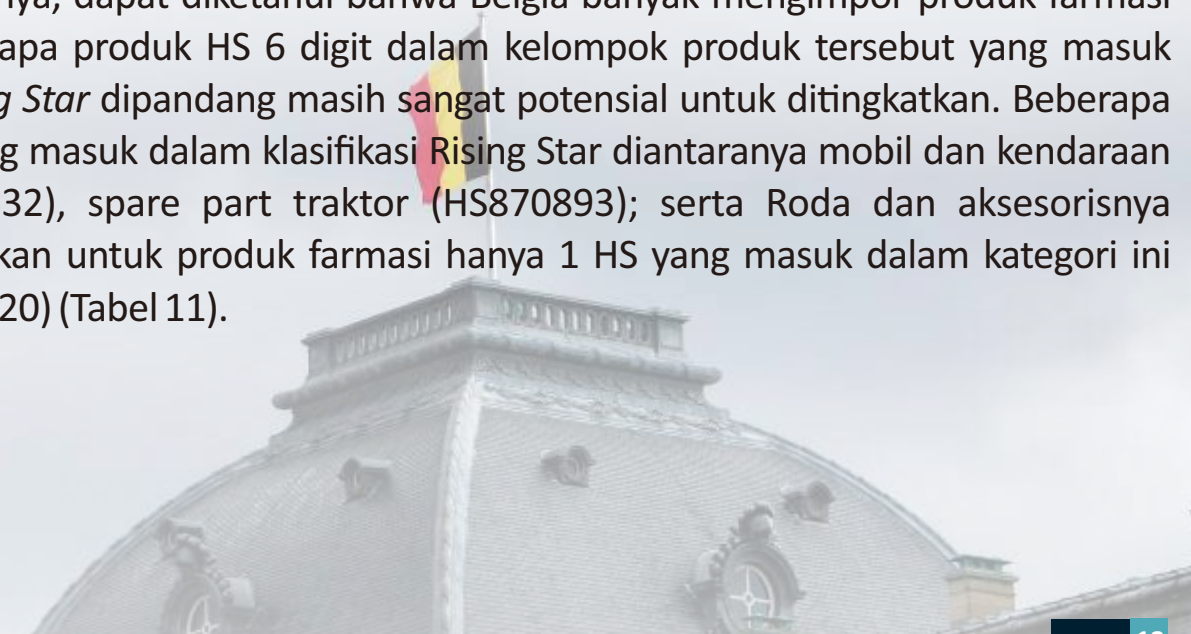 dapat diketahui bahwa Belgia banyak mengimpor produk farmasi
produk HS 6 digit dalam kelompok produk tersebut yang masuk
Star dipandang masih sangat potensial untuk ditingkatkan. Beberapa
masuk dalam klasifikasi Rising Star diantaranya mobil dan kendaraan
32), spare part traktor (HS870893); serta Roda dan aksesorisnya
kan untuk produk farmasi hanya 1 HS yang masuk dalam kategori ini
20) (Tabel 11).